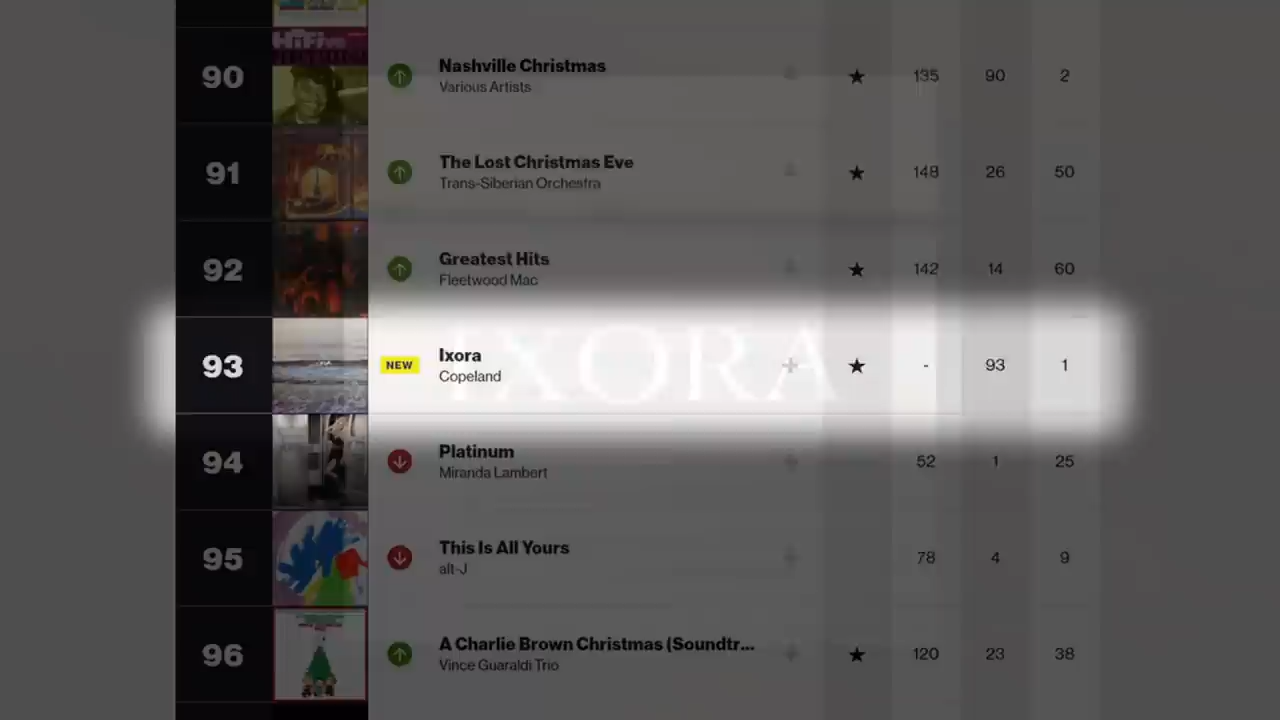 HiFive
90
Nashville Christmas
Various Artists
★ 135 90 2
91
The Lost Christmas Eve
Trans-Siberian Orchestra
★ 148 26 50
92
Greatest Hits
Fleetwood Mac
★ 142 14 60
IXORA
93
NEW
Ixora
Copeland
+ ★ - 93 1
94
Platinum
Miranda Lambert
52 1 25
95
This Is All Yours
alt-J
78 4 9
96
A Charlie Brown Christmas (Soundtr...
Vince Guaraldi Trio
★ 120 23 38